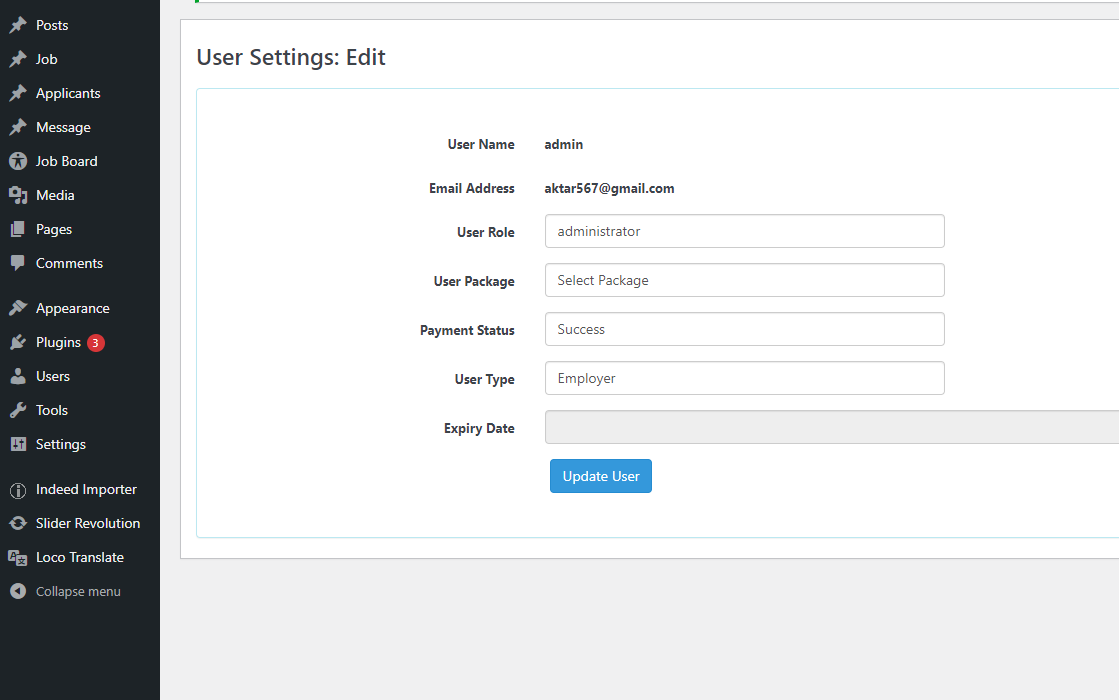 Posts
Job
Applicants
Message
Job Board
Media
Pages
Comments
Appearance
Plugins 3
Users
Tools
Settings
Indeed Importer
Slider Revolution
Loco Translate
Collapse menu
User Settings: Edit
User Name admin
Email Address aktar567@gmail.com
User Role administrator
User Package Select Package
Payment Status Success
User Type Employer
Expiry Date
Update User